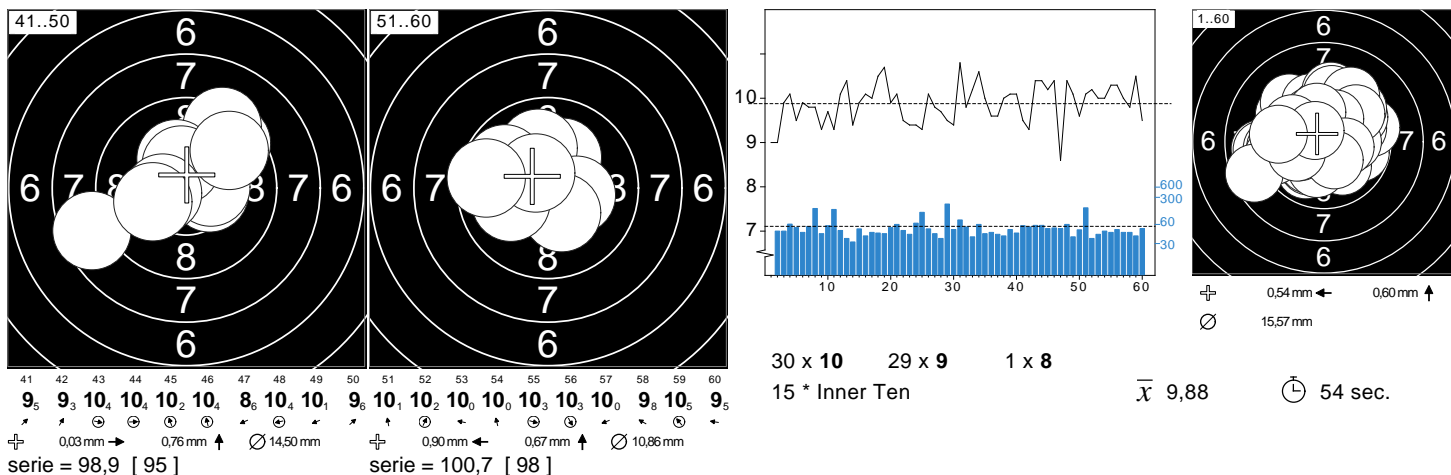 41..50
6
7
8
6 7 8 8 7 6
8
7
6
41 42 43 44 45 46 47 48 49 50
9₅ 9₃ 10₄ 10₄ 10₂ 10₄ 8₆ 10₄ 10₁ 9₆
0,03 mm 0,76 mm 14,50 mm
serie = 98,9 [ 95 ]
51..60
6
7
6 7 8 7 6
8
7
6
51 52 53 54 55 56 57 58 59 60
10₁ 10₂ 10₀ 10₀ 10₃ 10₃ 10₀ 9₈ 10₅ 9₅
0,90 mm 0,67 mm 10,86 mm
serie = 100,7 [ 98 ]
10
9
8
7
600
300
60
30
10 20 30 40 50 60
30 x 10 29 x 9 1 x 8
15 * Inner Ten x 9,88 54 sec.
1..60
6
7
6 7 6
7
6
0,54 mm 0,60 mm
15,57 mm